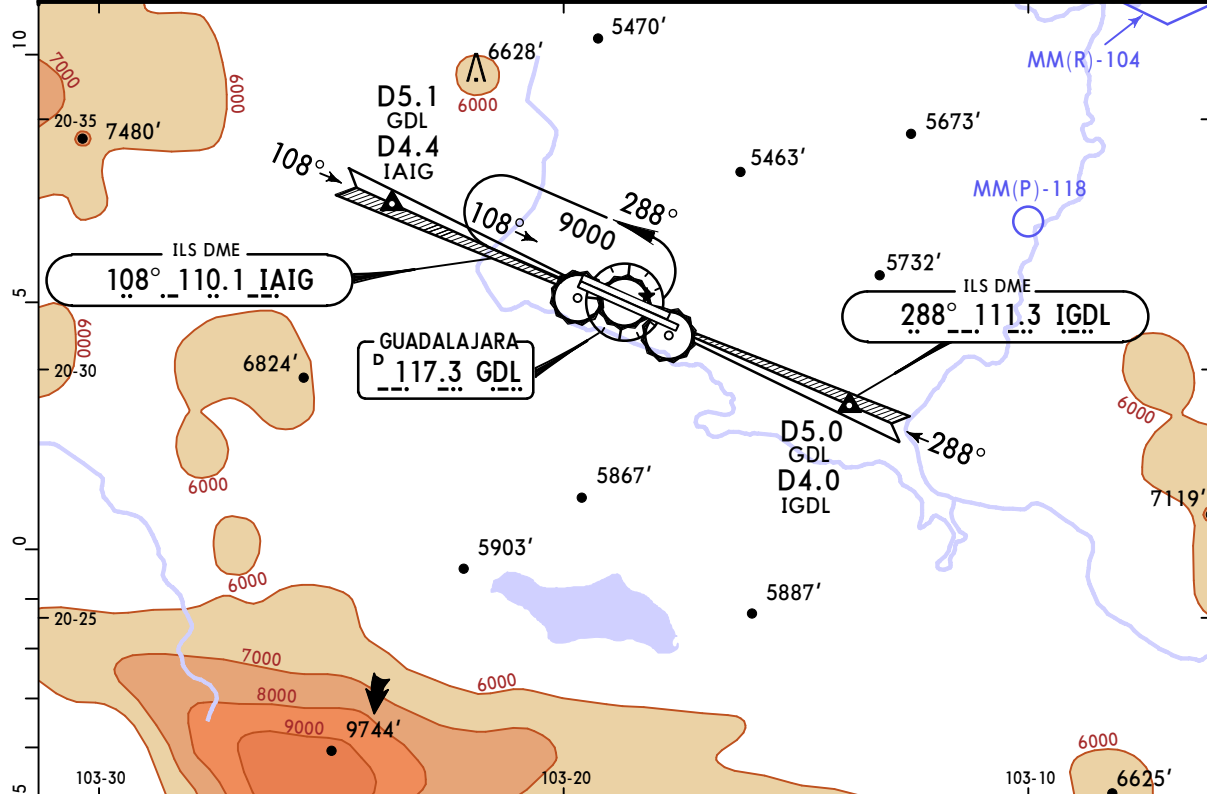 10
5470'
6628'
7000
6000
6000
MM(R)-104
D5.1
GDL
D4.4
IAIG
20-35
7480'
5673'
5463'
108°
MM(P)-118
288°
108°
9000
ILS DME
108° 110.1 IAIG
5732'
ILS DME
288° 111.3 IGDL
5
6000
GUADALAJARA
D 117.3 GDL
6824'
20-30
6000
D5.0
GDL
D4.0
IGDL
288°
5867'
6000
7119'
0
5903'
6000
5887'
20-25
7000
6000
8000
9000
9744'
6000
103-30
103-20
103-10
6625'
5